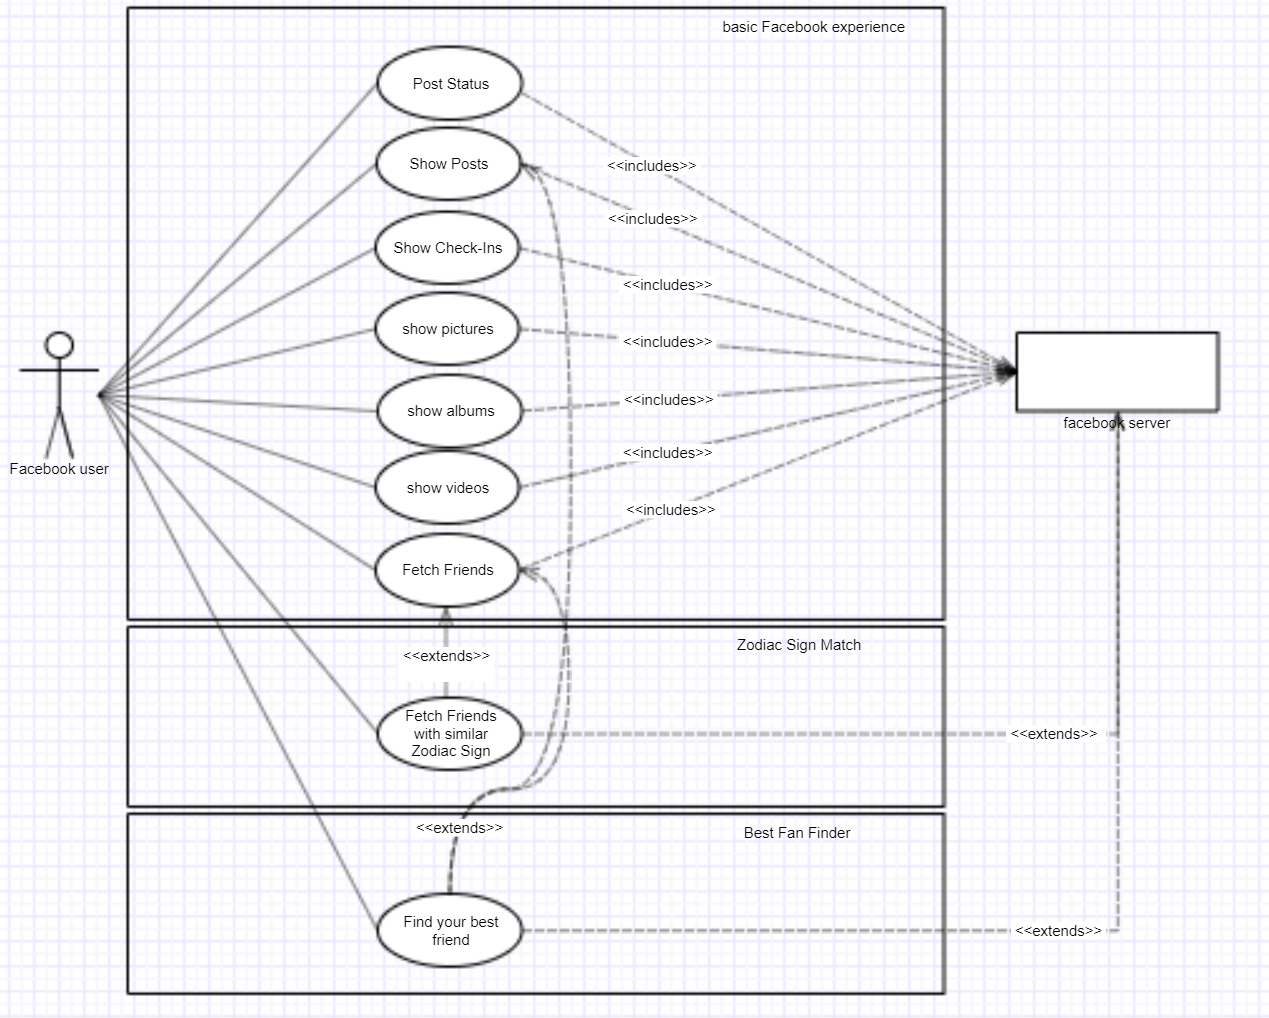 basic Facebook experience
Post Status
<<includes>>
Show Posts
<<includes>>
Show Check-Ins
<<includes>>
show pictures
<<includes>>
show albums
<<includes>>
facebook server
Facebook user
show videos
<<includes>>
Fetch Friends
<<includes>>
Zodiac Sign Match
<<extends>>
Fetch Friends
with similar
Zodiac Sign
<<extends>>
Best Fan Finder
<<extends>>
Find your best
friend
<<extends>>